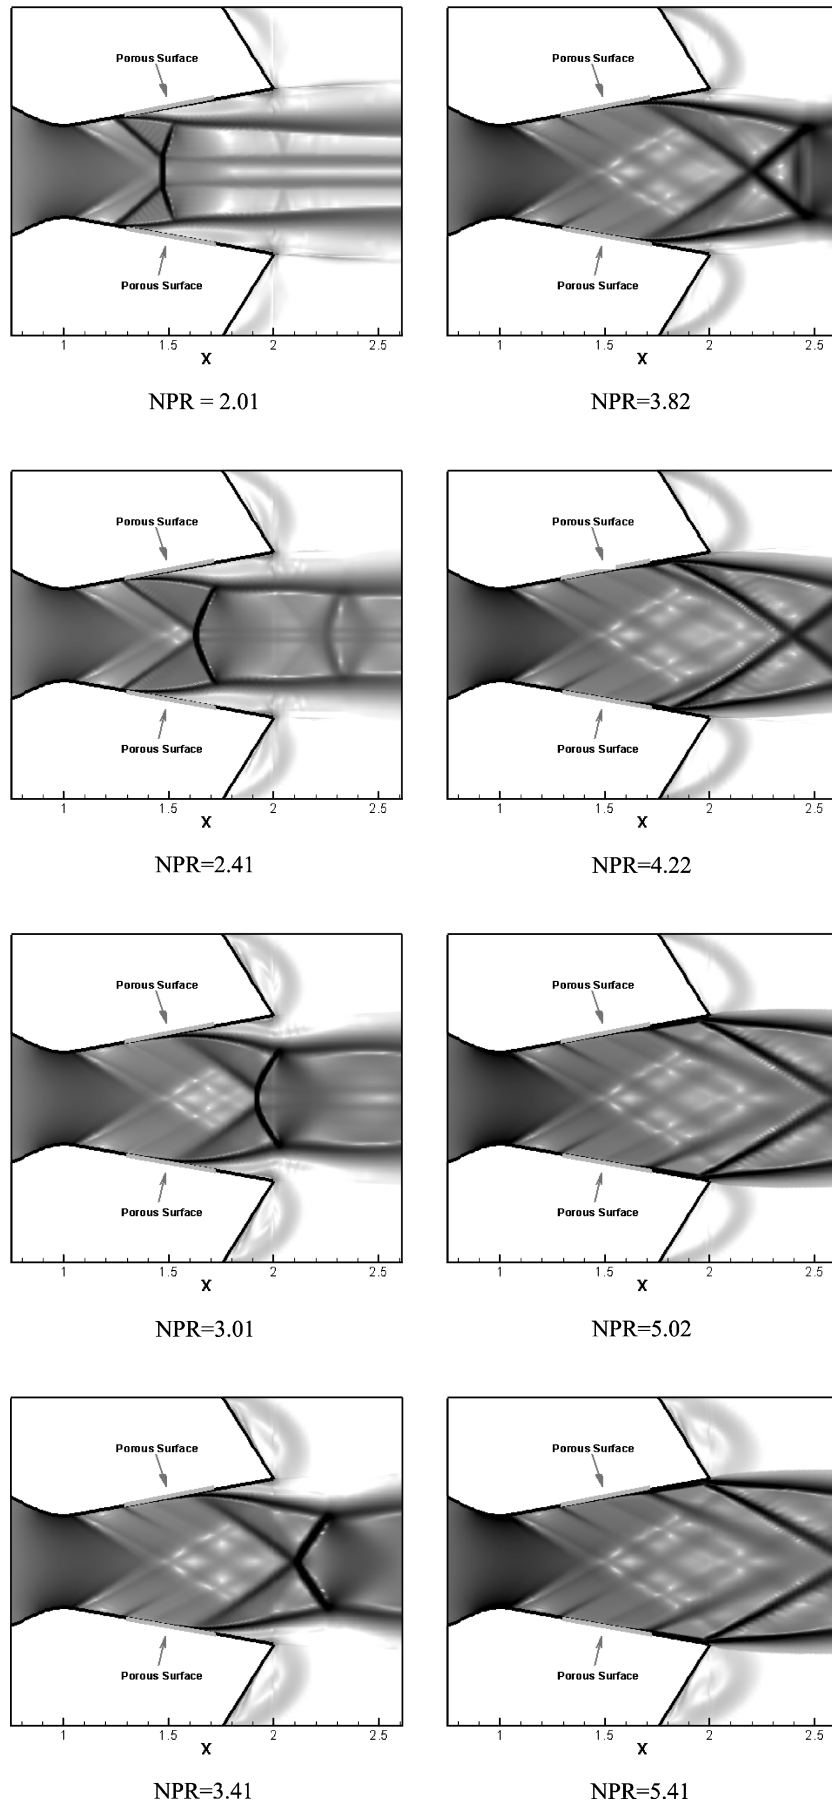 Porous Surface
Porous Surface
1 1.5 2 2.5
X
NPR = 2.01
Porous Surface
Porous Surface
1 1.5 2 2.5
X
NPR=3.82
Porous Surface
Porous Surface
1 1.5 2 2.5
X
NPR=2.41
Porous Surface
Porous Surface
1 1.5 2 2.5
X
NPR=4.22
Porous Surface
Porous Surface
1 1.5 2 2.5
X
NPR=3.01
Porous Surface
Porous Surface
1 1.5 2 2.5
X
NPR=5.02
Porous Surface
Porous Surface
1 1.5 2 2.5
X
NPR=3.41
Porous Surface
Porous Surface
1 1.5 2 2.5
X
NPR=5.41